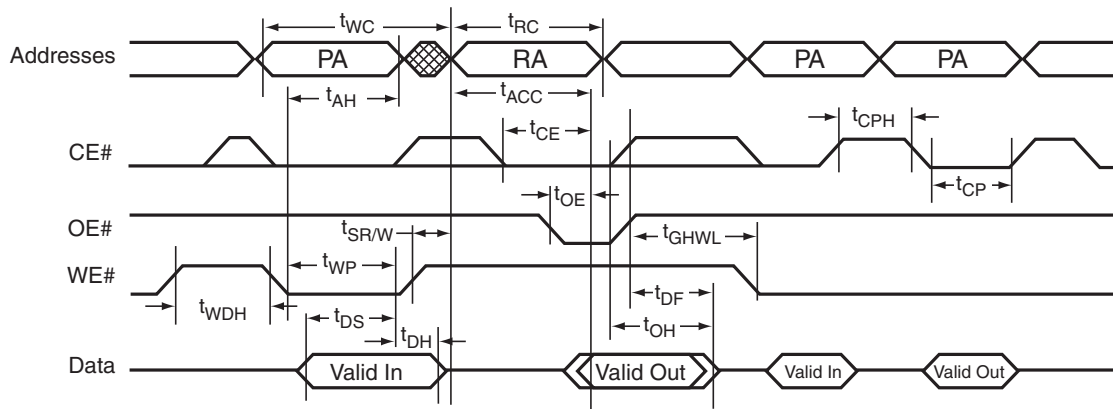 tWC tRC
Addresses PA RA PA PA
tAH tACC
tCPH
tCE
CE#
tOE tCP
OE#
tSR/W tGHWL
WE# tWP
tWDH tDS tDF
tDH tOH
Data Valid In Valid Out Valid In Valid Out